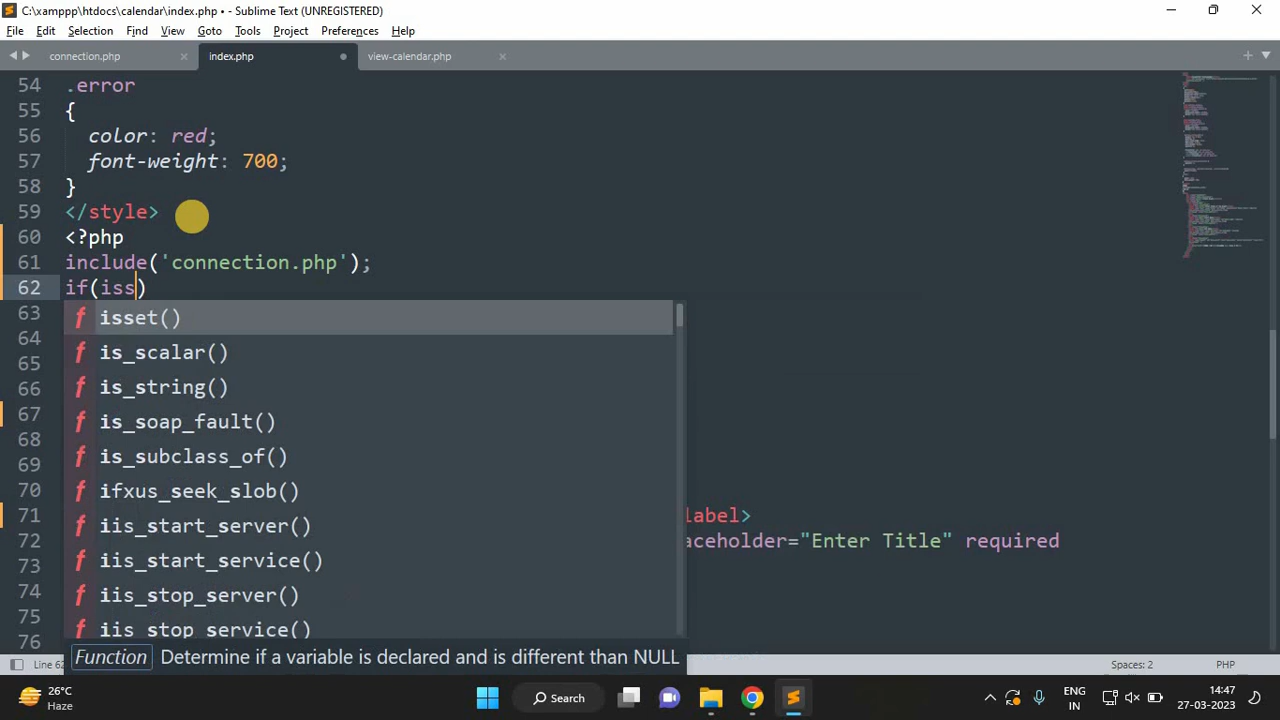 C:\xamppp\htdocs\calendar\index.php • - Sublime Text (UNREGISTERED)
File Edit Selection Find View Goto Tools Project Preferences Help
connection.php index.php view-calendar.php
54 .error
55 {
56 color: red;
57 font-weight: 700;
58 }
59 </style>
60 <?php
61 include('connection.php');
62 if(iss)
63 isset()
64 is_scalar()
65
66 is_string()
67 is_soap_fault()
68
69 is_subclass_of()
70 ifxus_seek_slob()
71 label>
72 iis_start_server() aceholder="Enter Title" required
73 iis_start_service()
74 iis_stop_server()
75
76 iis_stop_service()
Function Determine if a variable is declared and is different than NULL
Line 62 Spaces: 2 PHP
26°C
Haze
Search
ENG
IN
14:47
27-03-2023